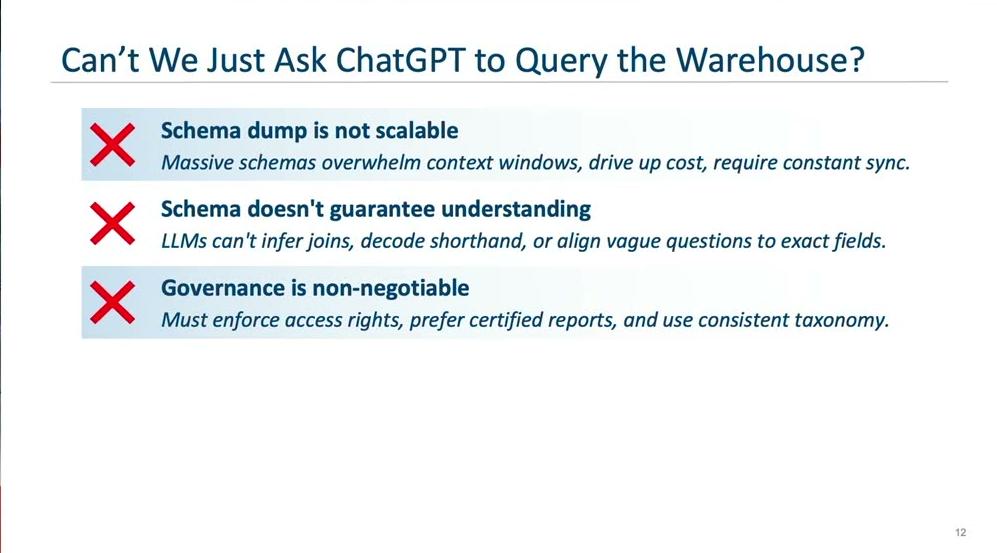 Can’t We Just Ask ChatGPT to Query the Warehouse?
Schema dump is not scalable
Massive schemas overwhelm context windows, drive up cost, require constant sync.
Schema doesn't guarantee understanding
LLMs can't infer joins, decode shorthand, or align vague questions to exact fields.
Governance is non-negotiable
Must enforce access rights, prefer certified reports, and use consistent taxonomy.
12